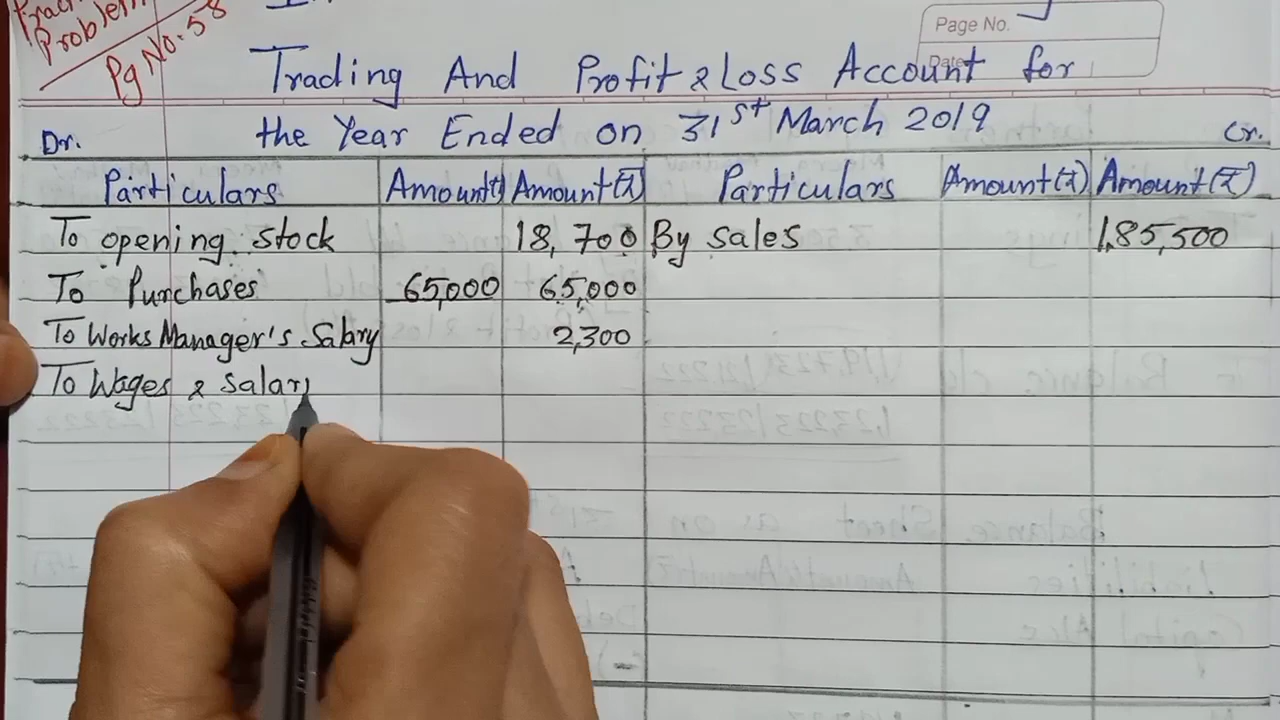 Problem
Pg No. 58
Page No.
Date
Trading And Profit & Loss Account for
the Year Ended on 31st March 2019
Dr. Cr.
Particulars Amount(₹) Amount(₹) Particulars Amount(₹) Amount(₹)
To opening stock 18,700 By sales 1,85,500
To Purchases 65,000 65,000
To Works Manager's Salary 2,300
To Wages & Salary